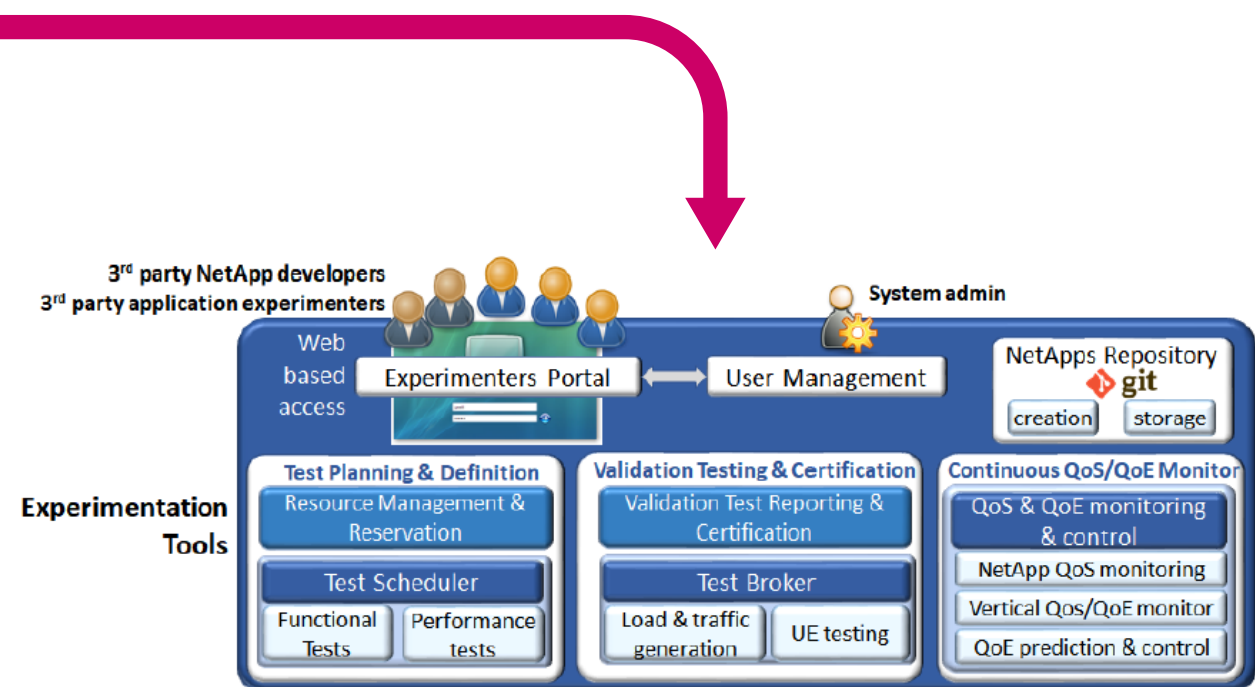 3rd party NetApp developers
3rd party application experimenters
System admin
Web
based
access
Experimenters Portal
User Management
NetApps Repository
git
creation
storage
Experimentation
Tools
Test Planning & Definition
Resource Management &
Reservation
Test Scheduler
Functional
Tests
Performance
tests
Validation Testing & Certification
Validation Test Reporting &
Certification
Test Broker
Load & traffic
generation
UE testing
Continuous QoS/QoE Monitor
QoS & QoE monitoring
& control
NetApp QoS monitoring
Vertical Qos/QoE monitor
QoE prediction & control